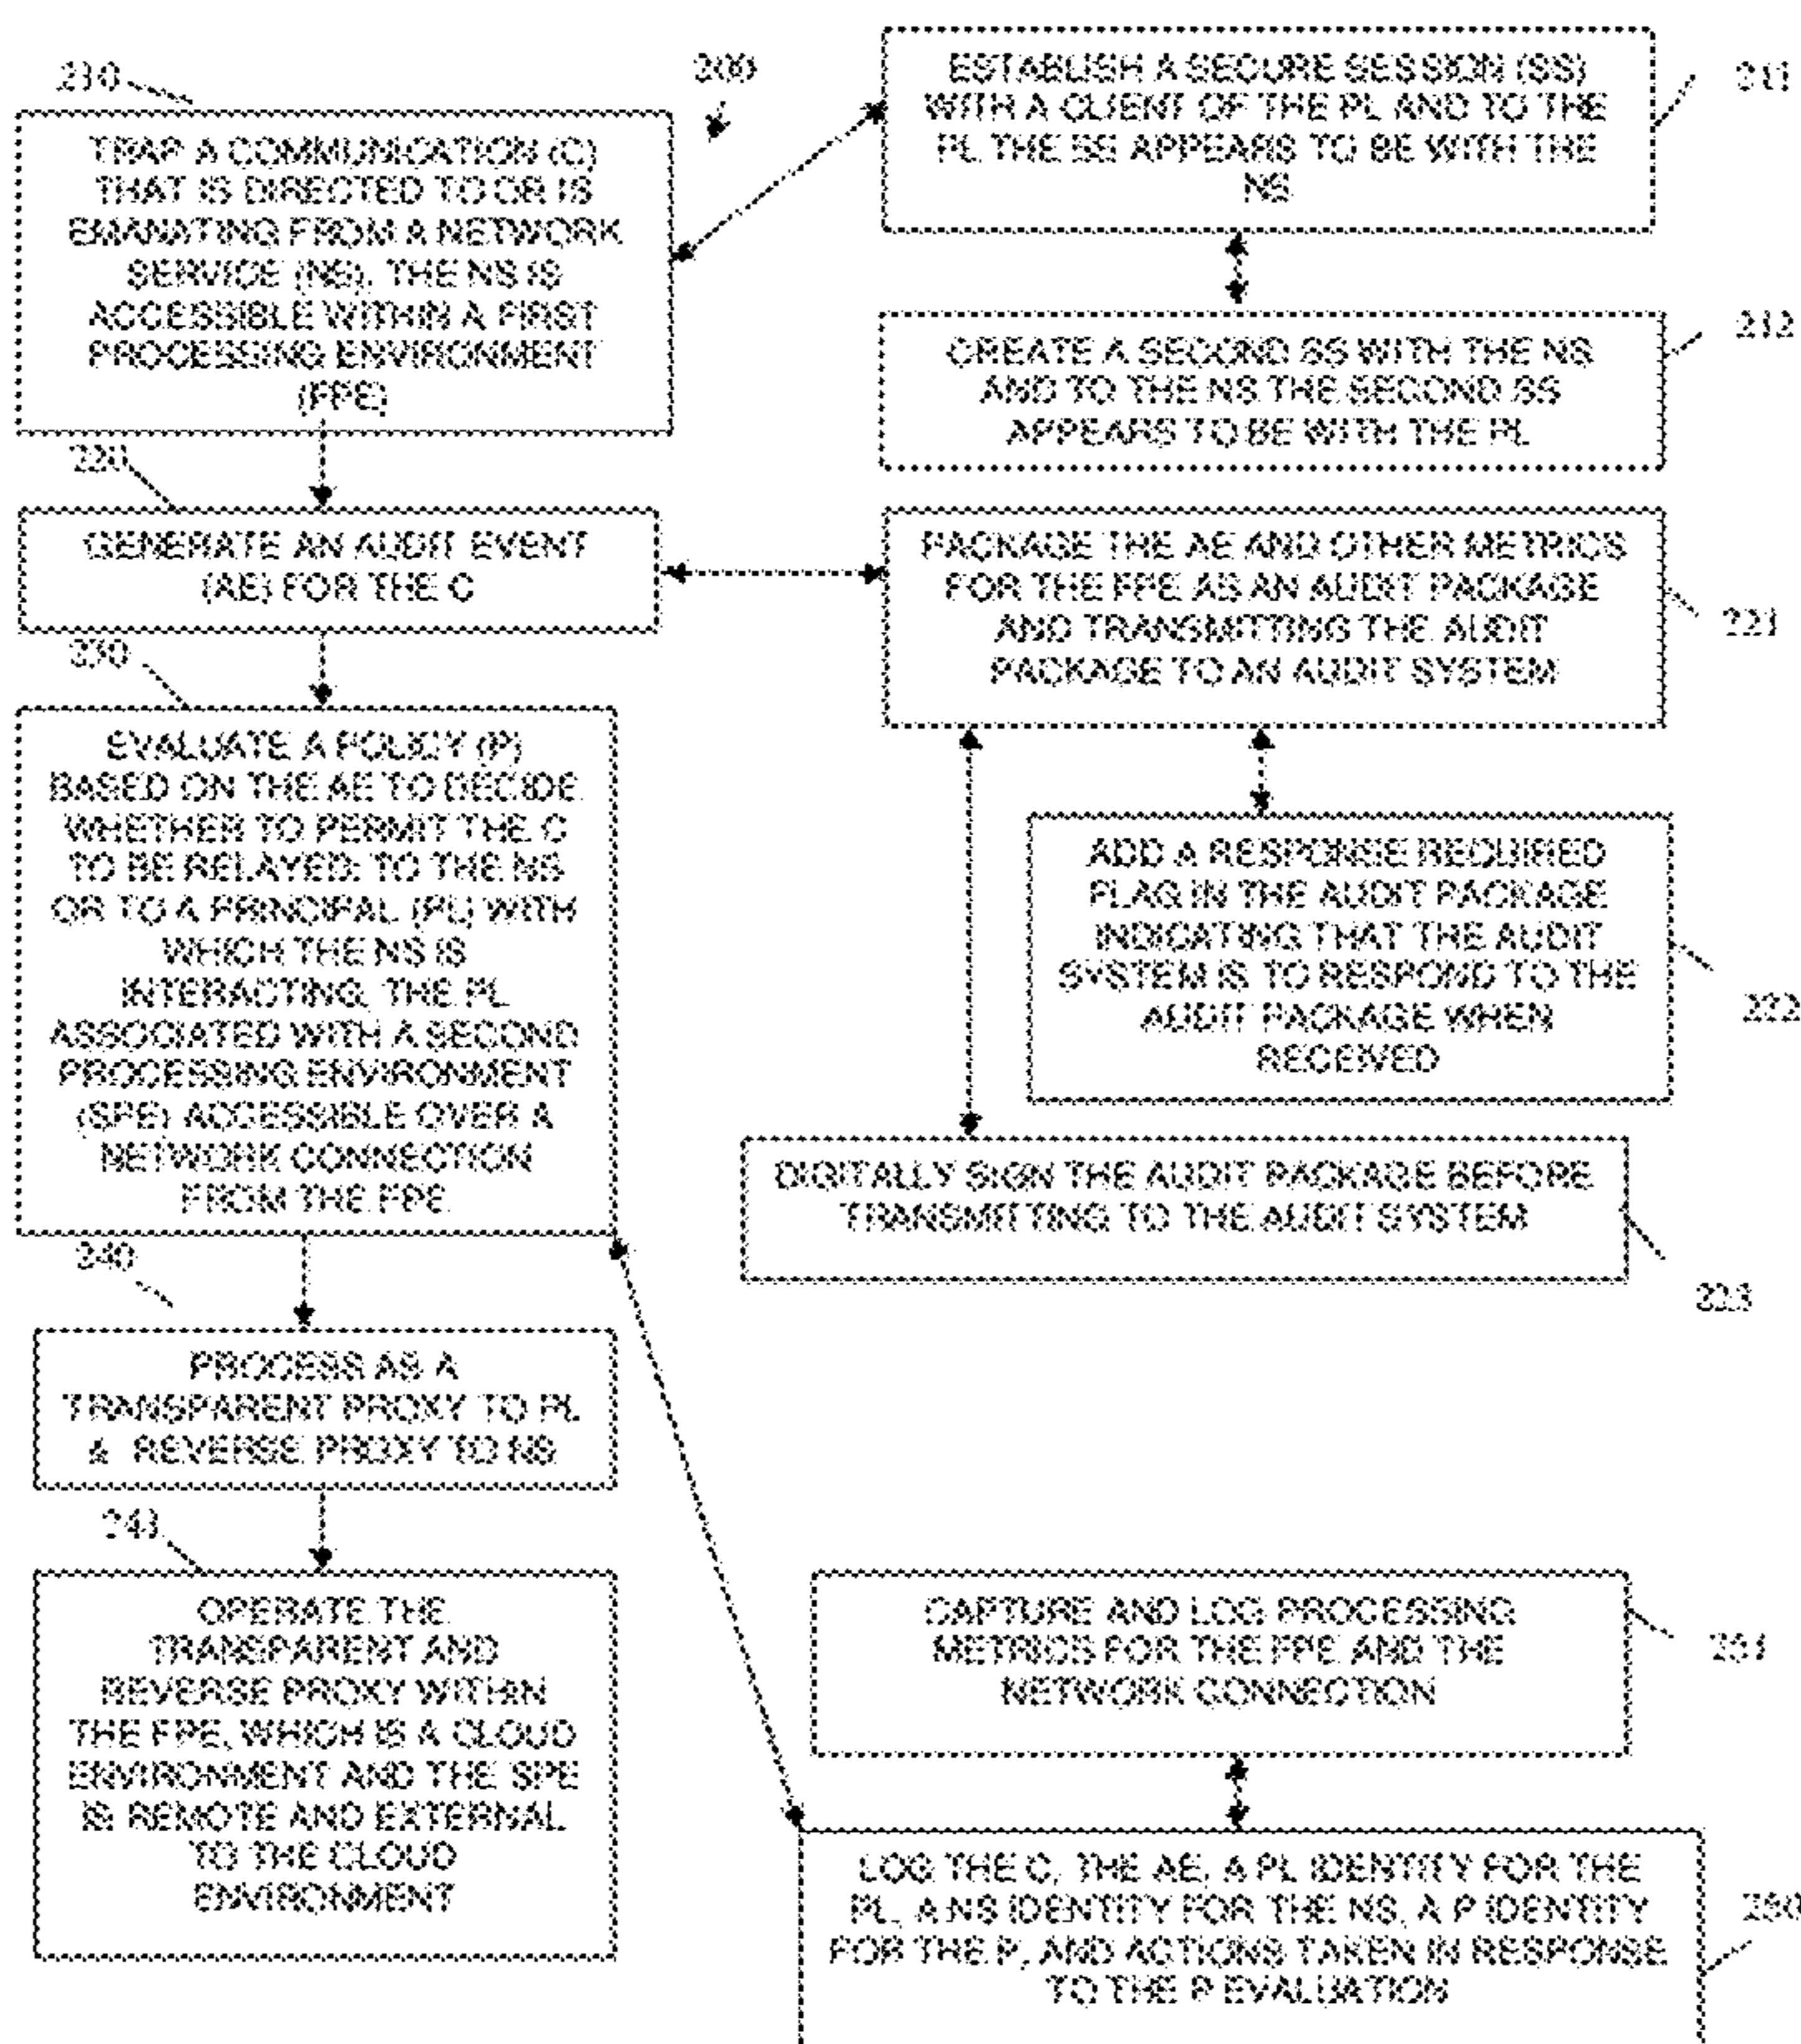 210
TRAP A COMMUNICATION (C)
THAT IS DIRECTED TO OR IS
EMANATING FROM A NETWORK
SERVICE (NS), THE NS IS
ACCESSIBLE WITHIN A FIRST
PROCESSING ENVIRONMENT
(FPE)
200
ESTABLISH A SECURE SESSION (SS)
WITH A CLIENT OF THE PL AND TO THE
PL THE SS APPEARS TO BE WITH THE
NS
211
CREATE A SECOND SS WITH THE NS
AND TO THE NS THE SECOND SS
APPEARS TO BE WITH THE PL
212
220
GENERATE AN AUDIT EVENT
(AE) FOR THE C
PACKAGE THE AE AND OTHER METRICS
FOR THE FPE AS AN AUDIT PACKAGE
AND TRANSMITTING THE AUDIT
PACKAGE TO AN AUDIT SYSTEM
221
230
EVALUATE A POLICY (P)
BASED ON THE AE TO DECIDE
WHETHER TO PERMIT THE C
TO BE RELAYED: TO THE NS
OR TO A PRINCIPAL (PL) WITH
WHICH THE NS IS
INTERACTING, THE PL
ASSOCIATED WITH A SECOND
PROCESSING ENVIRONMENT
(SPE) ACCESSIBLE OVER A
NETWORK CONNECTION
FROM THE FPE
ADD A RESPONSE REQUIRED
FLAG IN THE AUDIT PACKAGE
INDICATING THAT THE AUDIT
SYSTEM IS TO RESPOND TO THE
AUDIT PACKAGE WHEN
RECEIVED
222
DIGITALLY SIGN THE AUDIT PACKAGE BEFORE
TRANSMITTING TO THE AUDIT SYSTEM
223
240
PROCESS AS A
TRANSPARENT PROXY TO PL
& REVERSE PROXY TO NS
241
OPERATE THE
TRANSPARENT AND
REVERSE PROXY WITHIN
THE FPE, WHICH IS A CLOUD
ENVIRONMENT AND THE SPE
IS REMOTE AND EXTERNAL
TO THE CLOUD
ENVIRONMENT
CAPTURE AND LOG PROCESSING
METRICS FOR THE FPE AND THE
NETWORK CONNECTION
251
LOG THE C, THE AE, A PL IDENTITY FOR THE
PL, A NS IDENTITY FOR THE NS, A P IDENTITY
FOR THE P, AND ACTIONS TAKEN IN RESPONSE
TO THE P EVALUATION
250